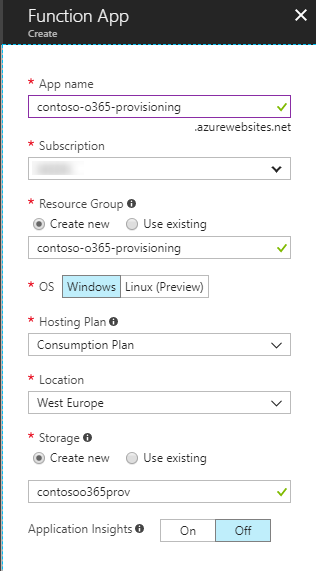 Function App
Create
* App name
contoso-o365-provisioning
.azurewebsites.net
* Subscription
* Resource Group
Create new Use existing
contoso-o365-provisioning
* OS Windows Linux (Preview)
* Hosting Plan
Consumption Plan
* Location
West Europe
* Storage
Create new Use existing
contosoo365prov
Application Insights On Off